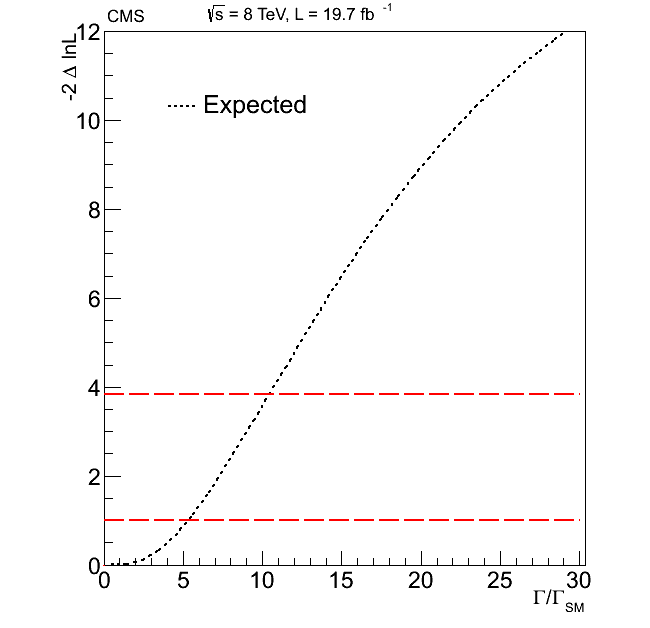 CMS
√s = 8 TeV, L = 19.7 fb⁻¹
-2 Δ lnL
12
10
8
6
4
2
0
Expected
0 5 10 15 20 25 30
Γ/Γ_SM